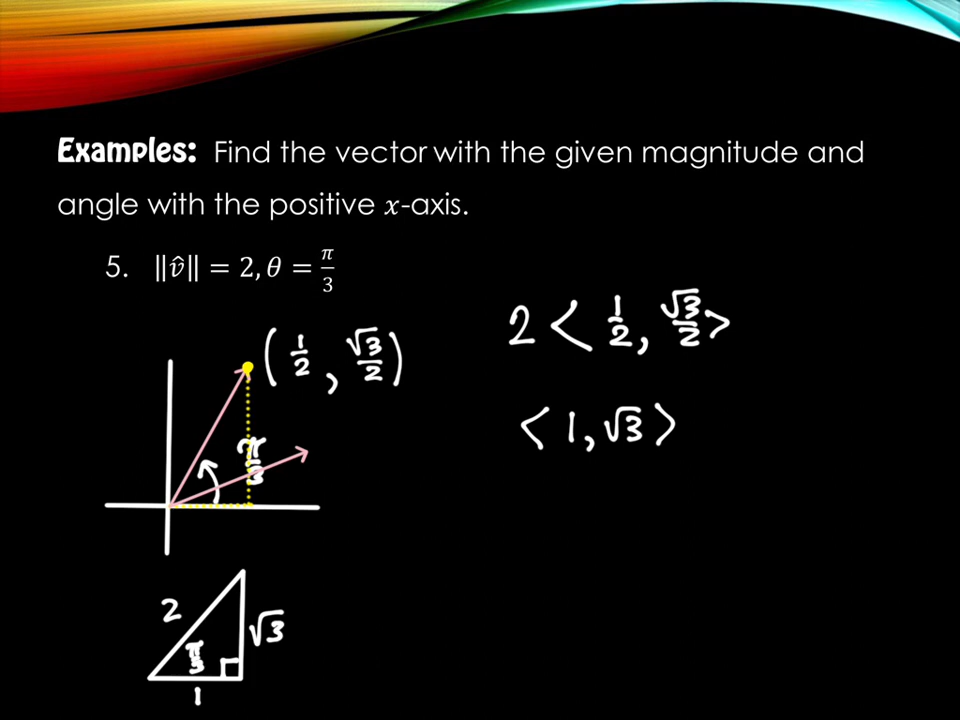 Examples: Find the vector with the given magnitude and
angle with the positive x-axis.
5. ‖v̂‖ = 2, θ = π/3
(1/2, √3/2)
π/3
2 < 1/2, √3/2 >
< 1, √3 >
2
√3
π/3
1